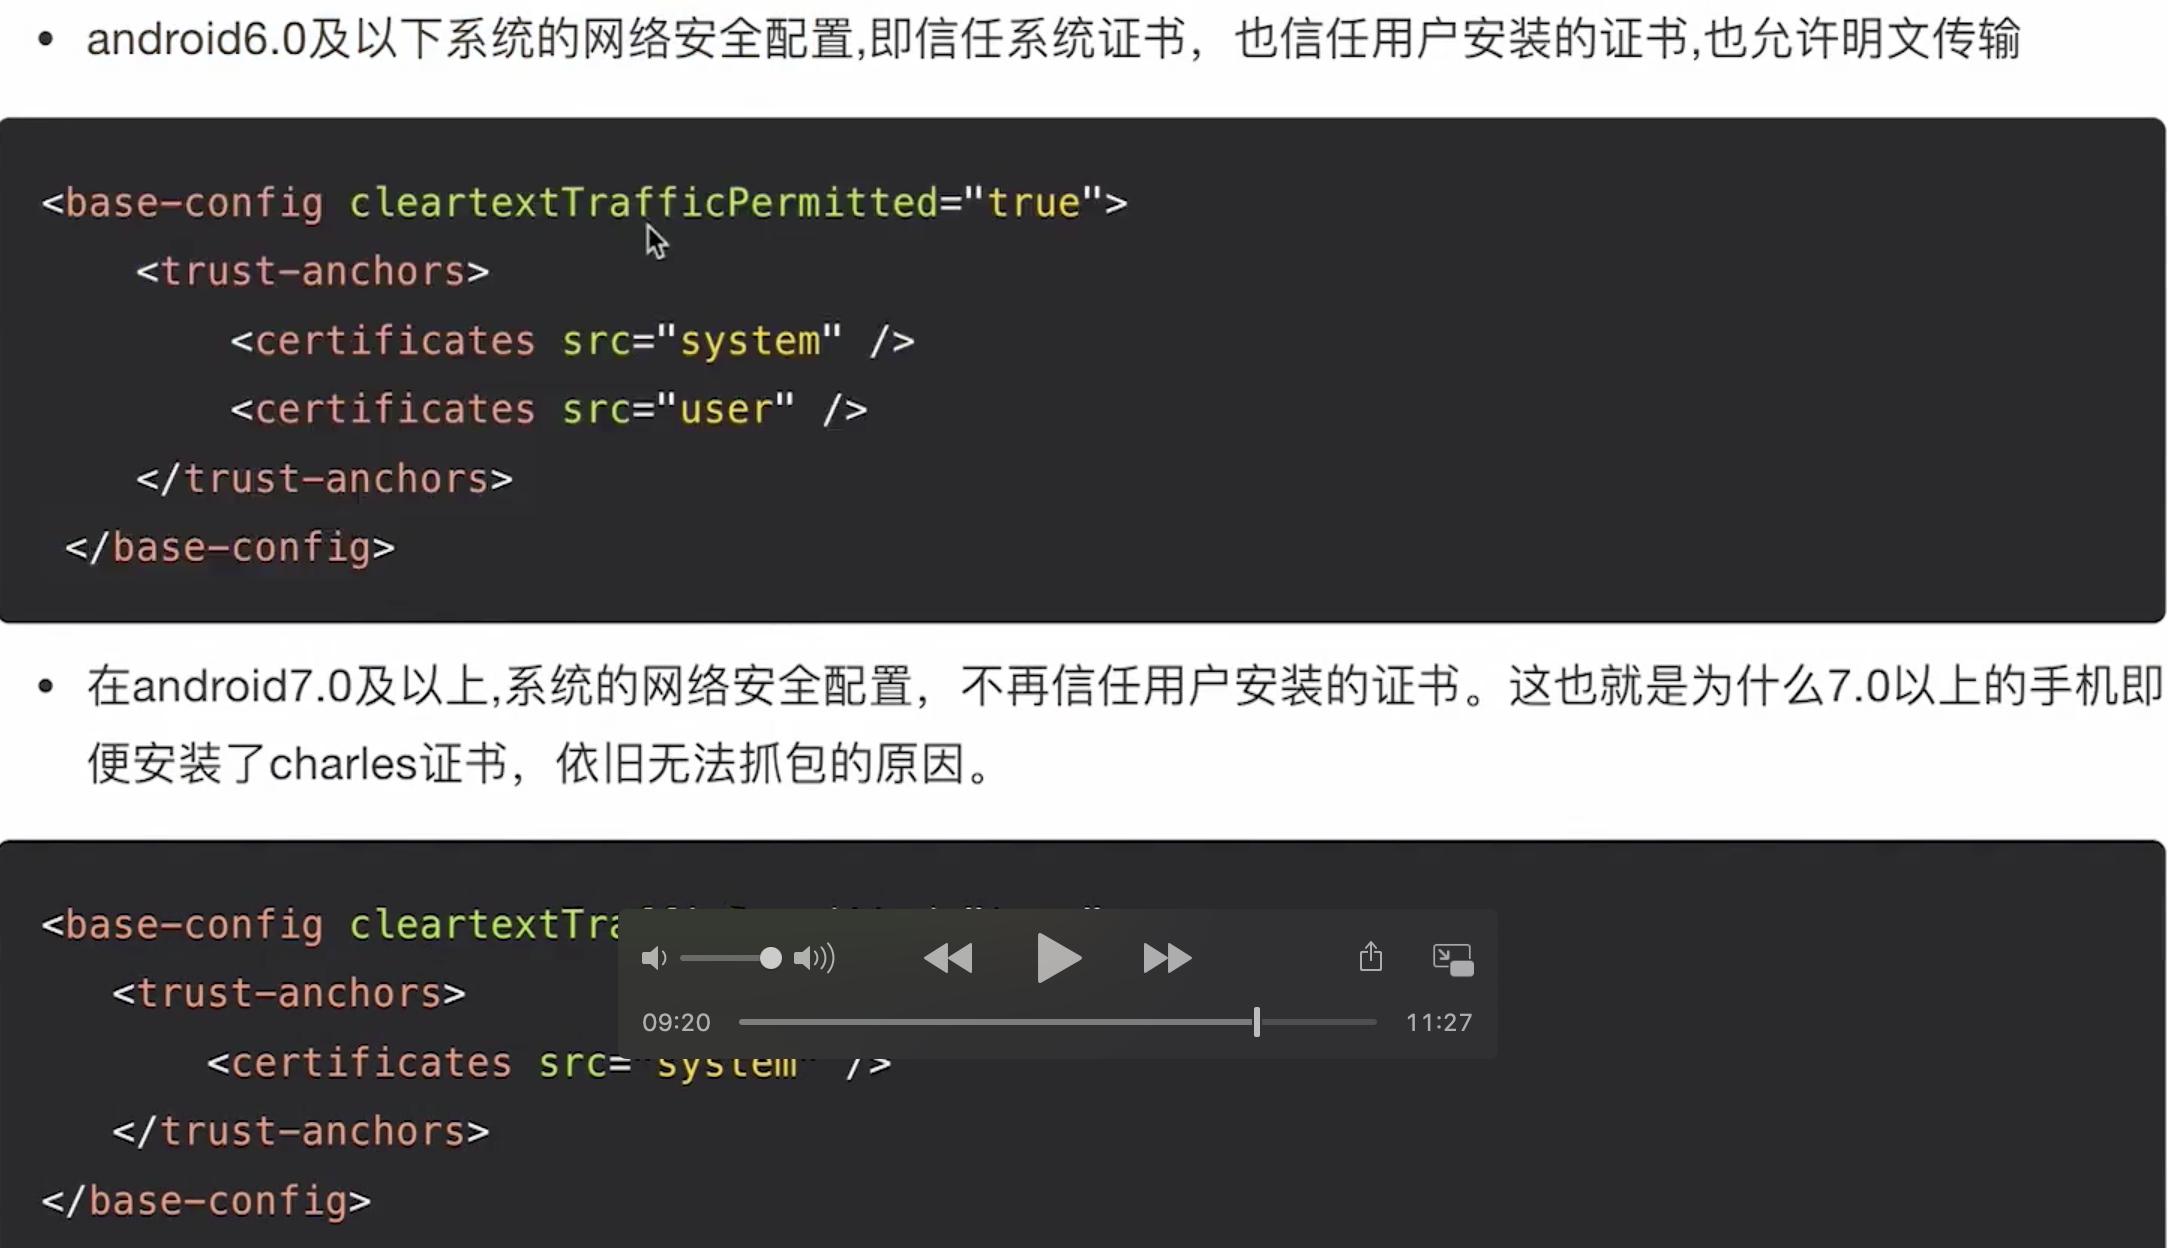 • android6.0及以下系统的网络安全配置,即信任系统证书，也信任用户安装的证书,也允许明文传输
<base-config cleartextTrafficPermitted="true">
<trust-anchors>
<certificates src="system" />
<certificates src="user" />
</trust-anchors>
</base-config>
• 在android7.0及以上,系统的网络安全配置，不再信任用户安装的证书。这也就是为什么7.0以上的手机即
便安装了charles证书，依旧无法抓包的原因。
<base-config cleartextTra
<trust-anchors>
<certificates src="system" />
</trust-anchors>
</base-config>
09:20
11:27